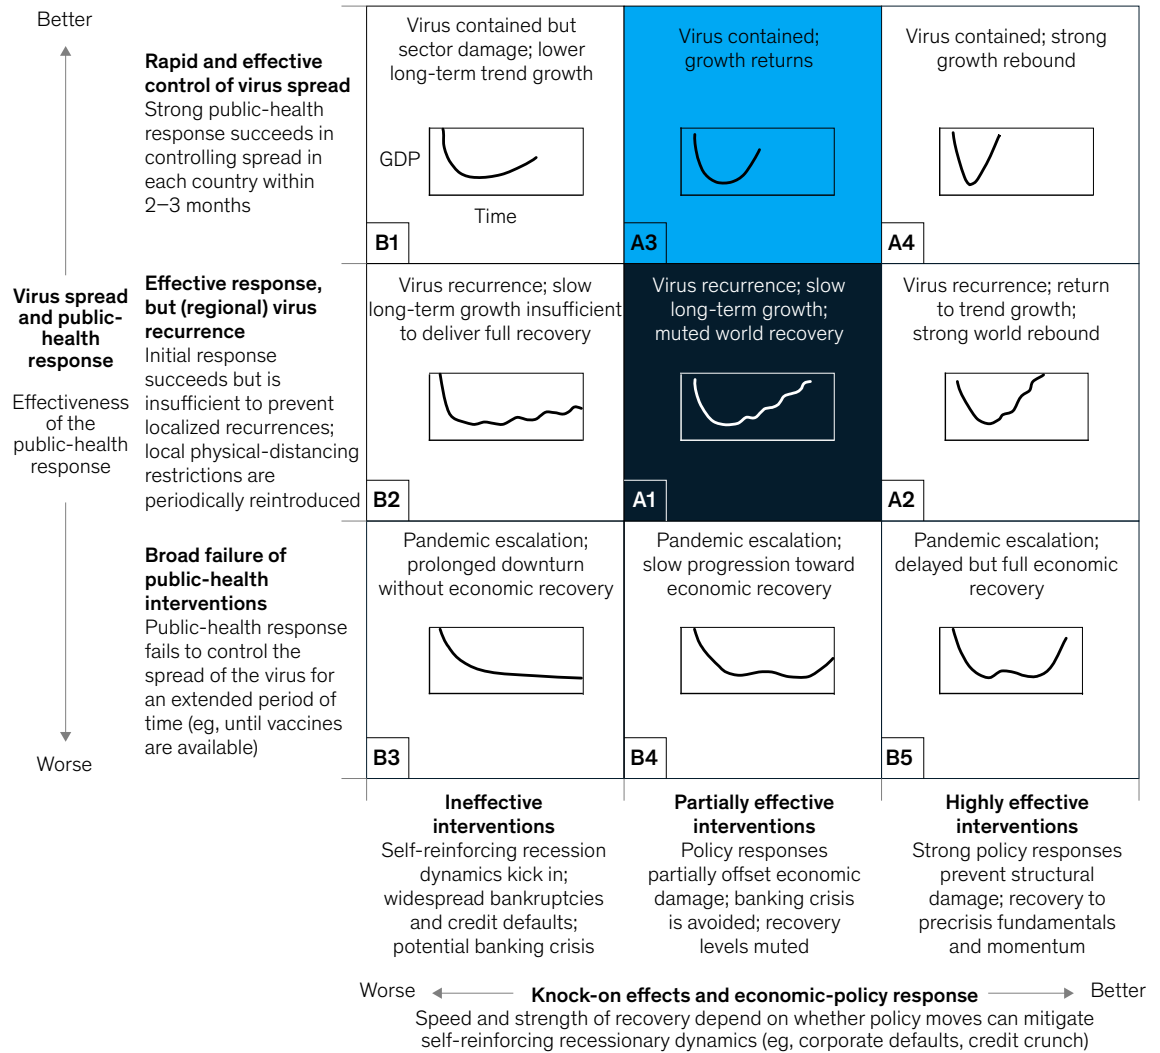 Better
Rapid and effective
control of virus spread
Strong public-health
response succeeds in
controlling spread in
each country within
2–3 months
Virus contained but
sector damage; lower
long-term trend growth
GDP
Time
B1
Virus contained;
growth returns
A3
Virus contained; strong
growth rebound
A4
Virus spread
and public-
health
response
Effectiveness
of the
public-health
response
Effective response,
but (regional) virus
recurrence
Initial response
succeeds but is
insufficient to prevent
localized recurrences;
local physical-distancing
restrictions are
periodically reintroduced
Virus recurrence; slow
long-term growth insufficient
to deliver full recovery
B2
Virus recurrence; slow
long-term growth;
muted world recovery
A1
Virus recurrence; return
to trend growth;
strong world rebound
A2
Broad failure of
public-health
interventions
Public-health response
fails to control the
spread of the virus for
an extended period of
time (eg, until vaccines
are available)
Worse
Pandemic escalation;
prolonged downturn
without economic recovery
B3
Pandemic escalation;
slow progression toward
economic recovery
B4
Pandemic escalation;
delayed but full economic
recovery
B5
Ineffective
interventions
Self-reinforcing recession
dynamics kick in;
widespread bankruptcies
and credit defaults;
potential banking crisis
Partially effective
interventions
Policy responses
partially offset economic
damage; banking crisis
is avoided; recovery
levels muted
Highly effective
interventions
Strong policy responses
prevent structural
damage; recovery to
precrisis fundamentals
and momentum
Worse
Knock-on effects and economic-policy response
Better
Speed and strength of recovery depend on whether policy moves can mitigate
self-reinforcing recessionary dynamics (eg, corporate defaults, credit crunch)